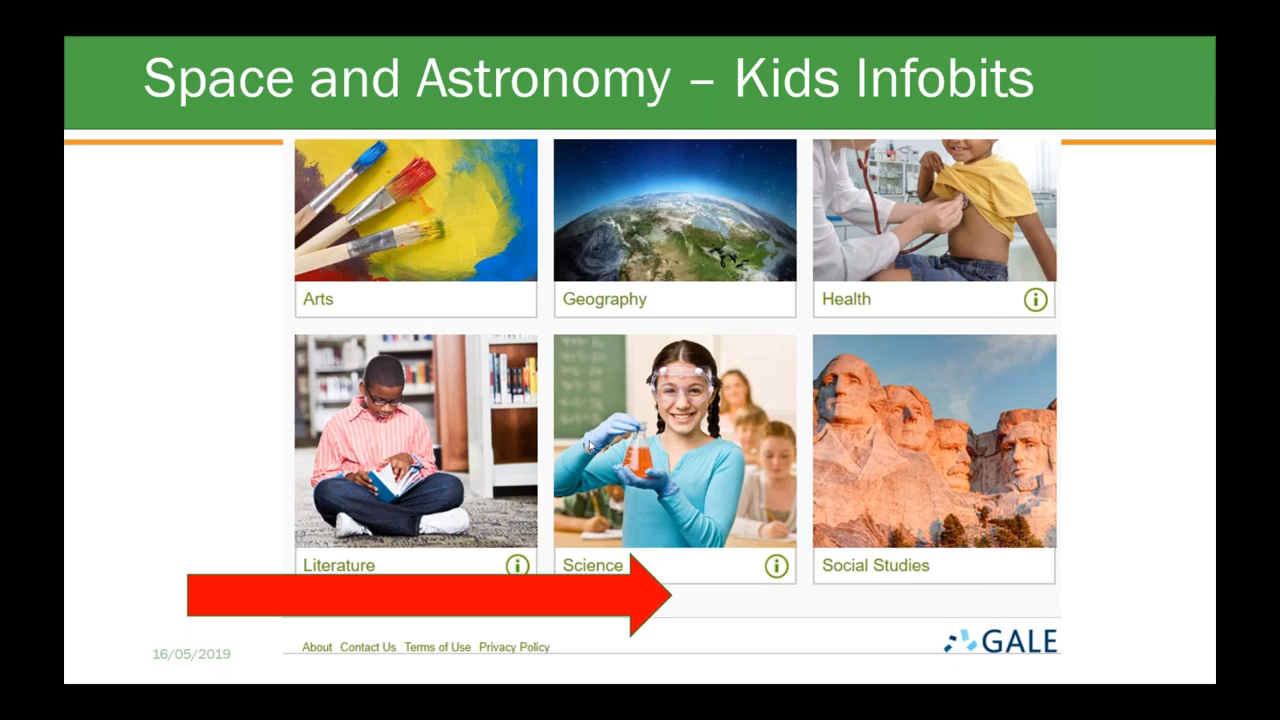 Space and Astronomy – Kids Infobits
Arts
Geography
Health
Literature
Science
Social Studies
About Contact Us Terms of Use Privacy Policy
GALE
16/05/2019